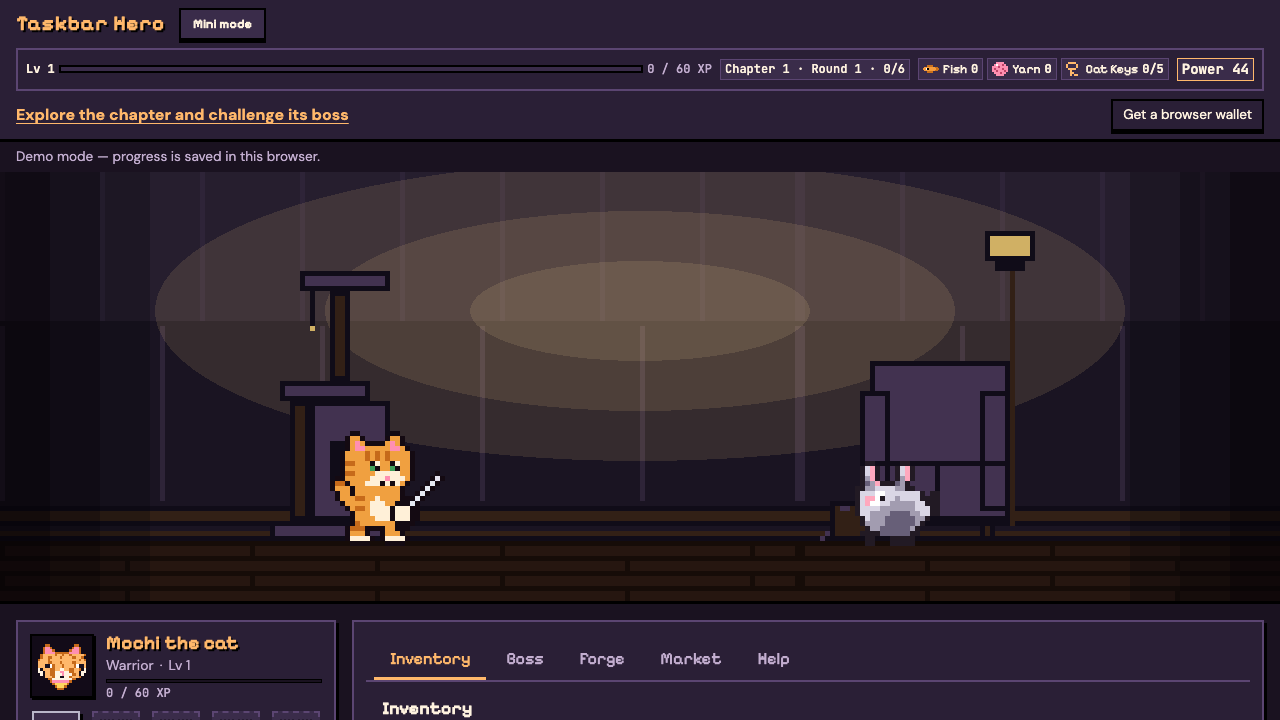 Taskbar Hero
Mini mode
Lv 1
0 / 60 XP
Chapter 1 · Round 1 · 0/6
Fish 0
Yarn 0
Cat Keys 0/5
Power 44
Explore the chapter and challenge its boss
Get a browser wallet
Demo mode — progress is saved in this browser.
Mochi the cat
Warrior · Lv 1
0 / 60 XP
Inventory
Boss
Forge
Market
Help
Inventory